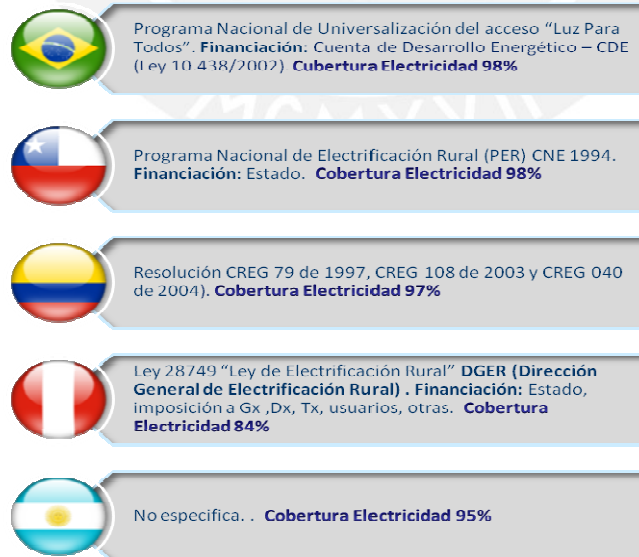 Programa Nacional de Universalización del acceso “Luz Para
Todos”. Financiación: Cuenta de Desarrollo Energético – CDE
(Ley 10.438/2002) Cubertura Electricidad 98%
MCMXVII
Programa Nacional de Electrificación Rural (PER) CNE 1994.
Financiación: Estado. Cobertura Electricidad 98%
Resolución CREG 79 de 1997, CREG 108 de 2003 y CREG 040
de 2004). Cobertura Electricidad 97%
Ley 28749 “Ley de Electrificación Rural” DGER (Dirección
General de Electrificación Rural) . Financiación: Estado,
imposición a Gx ,Dx, Tx, usuarios, otras. Cobertura
Electricidad 84%
No especifica. . Cobertura Electricidad 95%